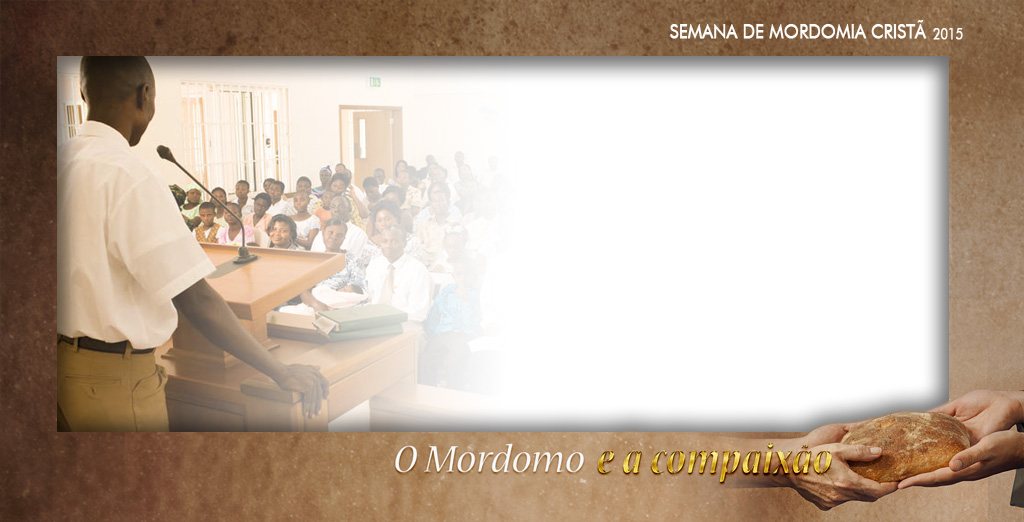 SEMANA DE MORDOMIA CRISTÃ 2015
O Mordomo e a compaixão